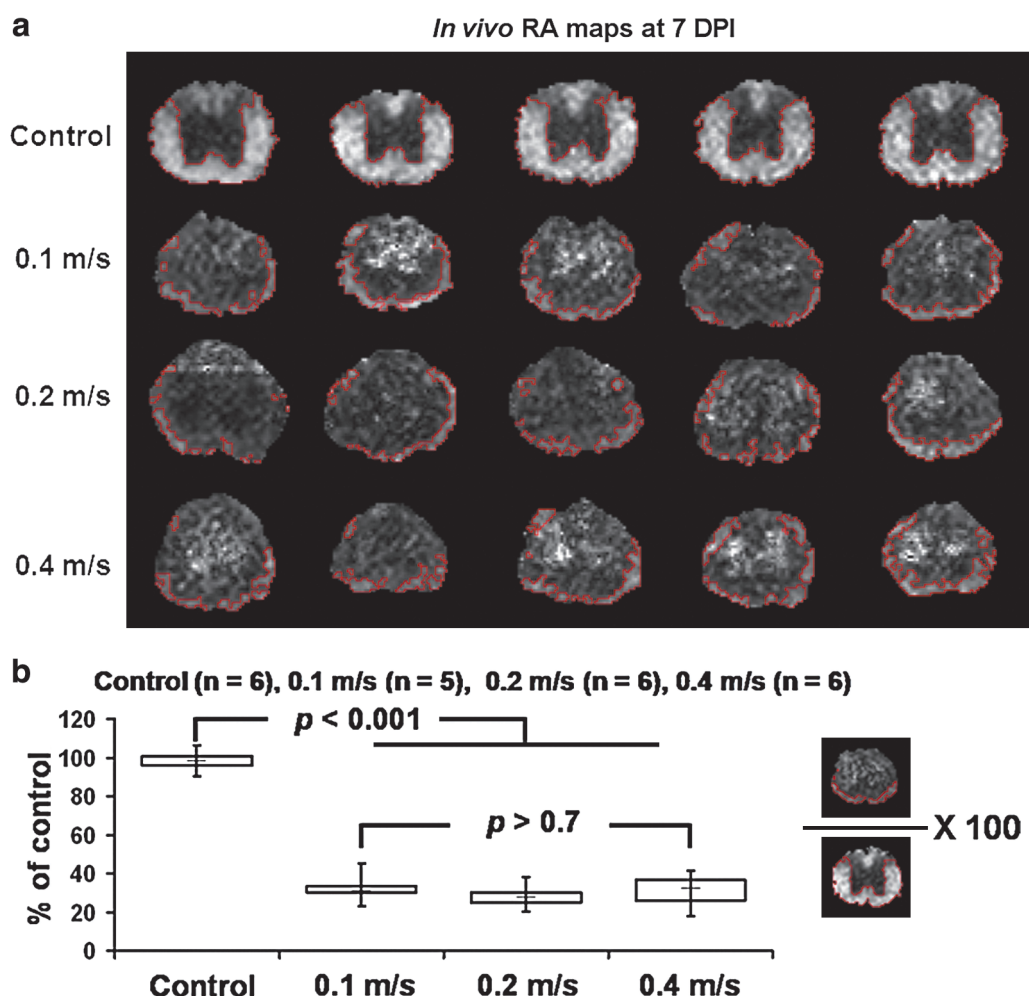 a
In vivo RA maps at 7 DPI
Control
0.1 m/s
0.2 m/s
0.4 m/s
b
Control (n = 6), 0.1 m/s (n = 5), 0.2 m/s (n = 6), 0.4 m/s (n = 6)
% of control
120
100
80
60
40
20
0
p < 0.001
p > 0.7
X 100
Control
0.1 m/s
0.2 m/s
0.4 m/s